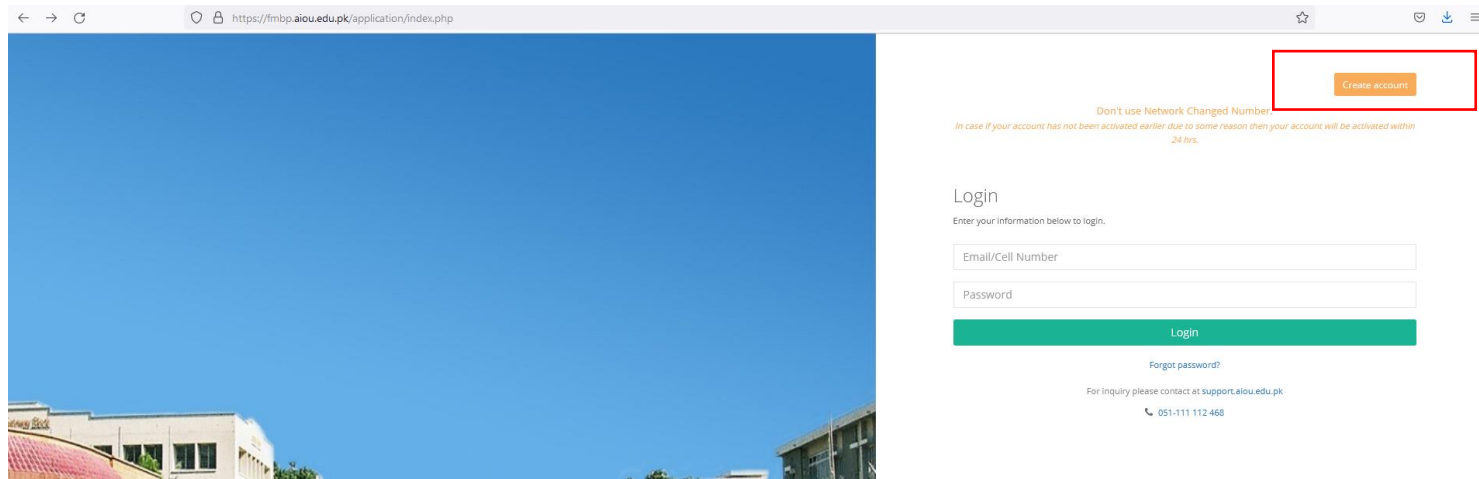 https://fmbp.aiou.edu.pk/application/index.php
Create account
Don't use Network Changed Number.
In case if your account has not been activated earlier due to some reason then your account will be activated within
24 hrs.
Login
Enter your information below to login.
Email/Cell Number
Password
Login
Forgot password?
For inquiry please contact at support.aiou.edu.pk
051-111 112 468